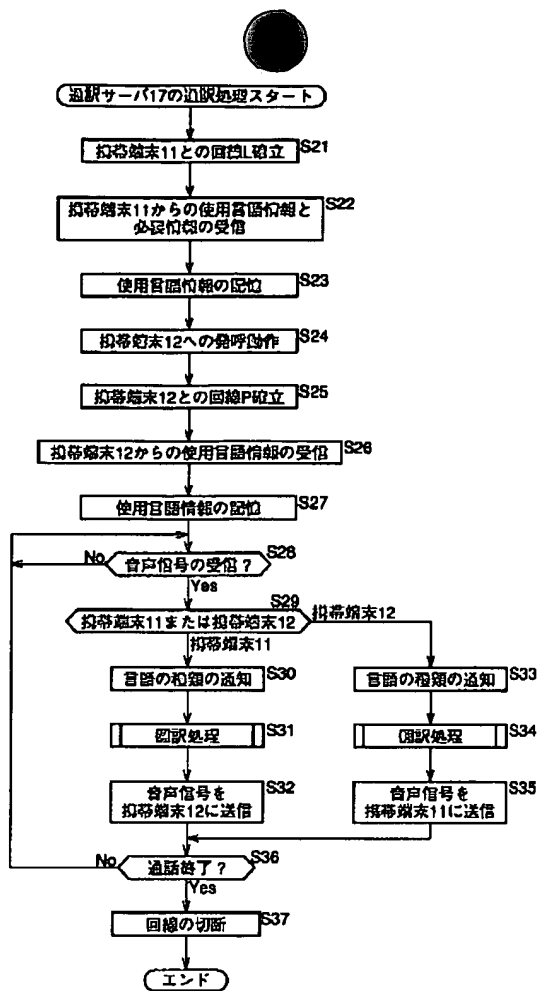 通訳サーバ17の通訳処理スタート
携帯端末11との回線L確立
S21
携帯端末11からの使用言語情報と
必要情報の受信
S22
使用言語情報の記憶
S23
携帯端末12への発呼動作
S24
携帯端末12との回線P確立
S25
携帯端末12からの使用言語情報の受信
S26
使用言語情報の記憶
S27
音声信号の受信？
S28
No
Yes
携帯端末11または携帯端末12
S29
携帯端末12
携帯端末11
言語の種類の通知
S30
言語の種類の通知
S33
翻訳処理
S31
翻訳処理
S34
音声信号を
携帯端末12に送信
S32
音声信号を
携帯端末11に送信
S35
通話終了？
S36
No
Yes
回線の切断
S37
エンド